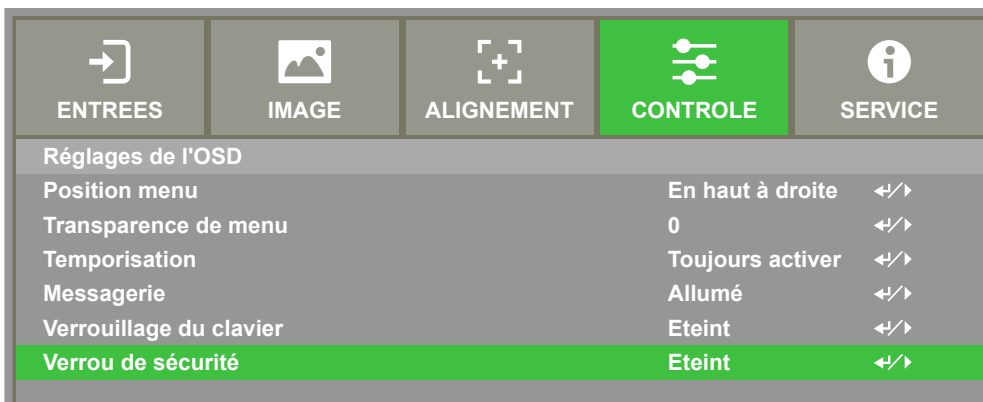 ENTREES IMAGE ALIGNEMENT CONTROLE SERVICE
Réglages de l'OSD
Position menu En haut à droite
Transparence de menu 0
Temporisation Toujours activer
Messagerie Allumé
Verrouillage du clavier Eteint
Verrou de sécurité Eteint